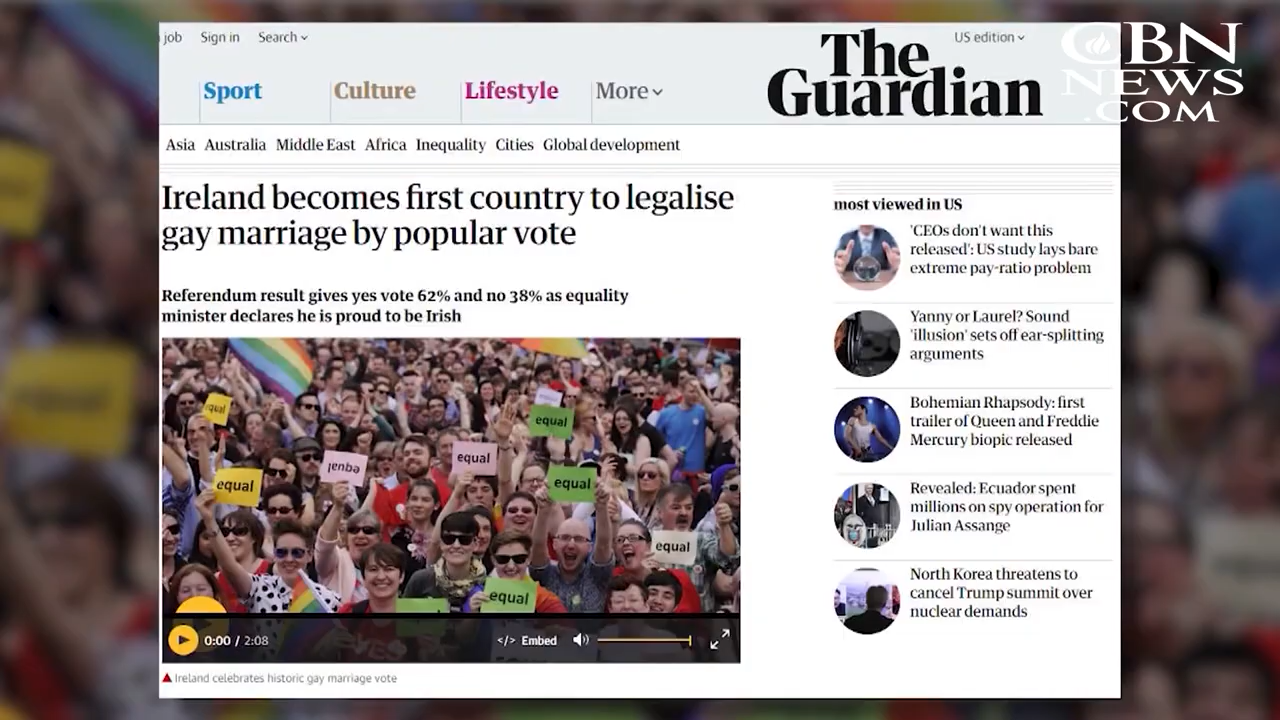 job Sign in Search
US edition
The
Guardian
CBN
NEWS
.COM
Sport Culture Lifestyle More
Asia Australia Middle East Africa Inequality Cities Global development
Ireland becomes first country to legalise
gay marriage by popular vote
Referendum result gives yes vote 62% and no 38% as equality
minister declares he is proud to be Irish
equal
equal
equal
equal
equal
equal
equal
equal
0:00 / 2:08 </> Embed
Ireland celebrates historic gay marriage vote
most viewed in US
'CEOs don't want this
released': US study lays bare
extreme pay-ratio problem
Yanny or Laurel? Sound
'illusion' sets off ear-splitting
arguments
Bohemian Rhapsody: first
trailer of Queen and Freddie
Mercury biopic released
Revealed: Ecuador spent
millions on spy operation for
Julian Assange
North Korea threatens to
cancel Trump summit over
nuclear demands